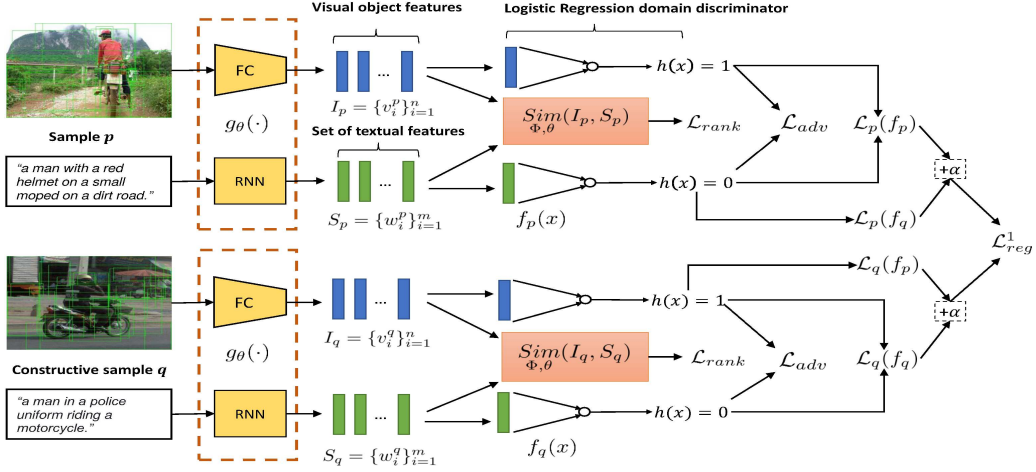 Visual object features
Logistic Regression domain discriminator
FC
...
h(x) = 1
I_p = {v_i^p}_{i=1}^n
g_θ(·)
Sample p
Set of textual features
Sim_{Φ,θ}(I_p, S_p)
ℒ_rank
ℒ_adv
ℒ_p(f_p)
"a man with a red
helmet on a small
moped on a dirt road."
RNN
...
h(x) = 0
+α
S_p = {w_i^p}_{i=1}^m
f_p(x)
ℒ_p(f_q)
ℒ_reg^1
ℒ_q(f_p)
FC
...
h(x) = 1
+α
I_q = {v_i^q}_{i=1}^n
g_θ(·)
Sim_{Φ,θ}(I_q, S_q)
ℒ_rank
ℒ_adv
ℒ_q(f_q)
Constructive sample q
"a man in a police
uniform riding a
motorcycle."
RNN
...
h(x) = 0
S_q = {w_i^q}_{i=1}^m
f_q(x)